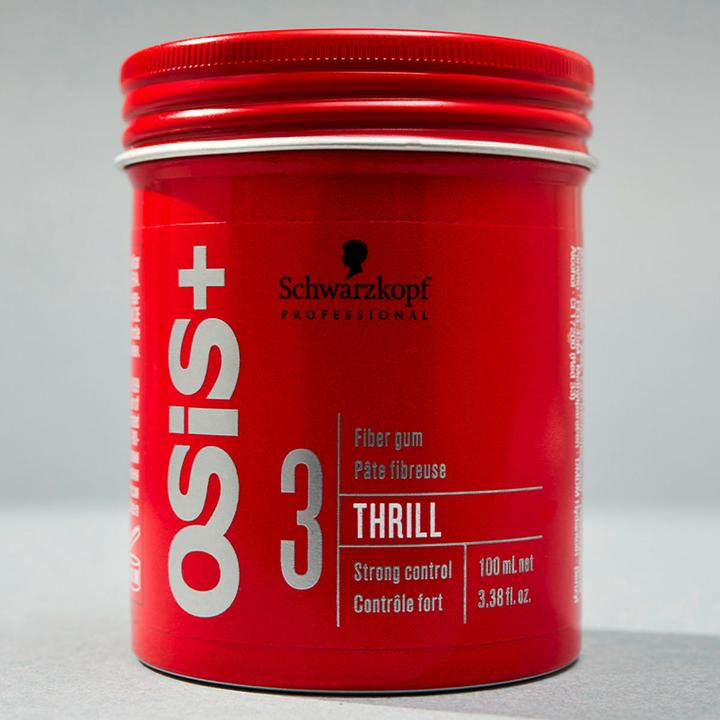 Schwarzkopf
PROFESSIONAL
OSiS+
3
Fiber gum
Pâte fibreuse
THRILL
Strong control
Contrôle fort
100 mL net
3.38 fl. oz.